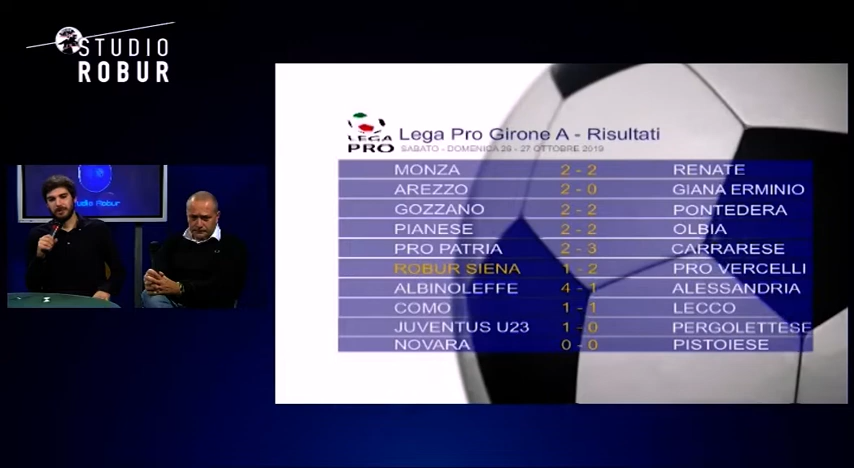 STUDIO
ROBUR
Studio Robur
LEGA
PRO
Lega Pro Girone A - Risultati
SABATO - DOMENICA 26 - 27 OTTOBRE 2019
MONZA 2 - 2 RENATE
AREZZO 2 - 0 GIANA ERMINIO
GOZZANO 2 - 2 PONTEDERA
PIANESE 2 - 2 OLBIA
PRO PATRIA 2 - 3 CARRARESE
ROBUR SIENA 1 - 2 PRO VERCELLI
ALBINOLEFFE 4 - 1 ALESSANDRIA
COMO 1 - 1 LECCO
JUVENTUS U23 1 - 0 PERGOLETTESE
NOVARA 0 - 0 PISTOIESE